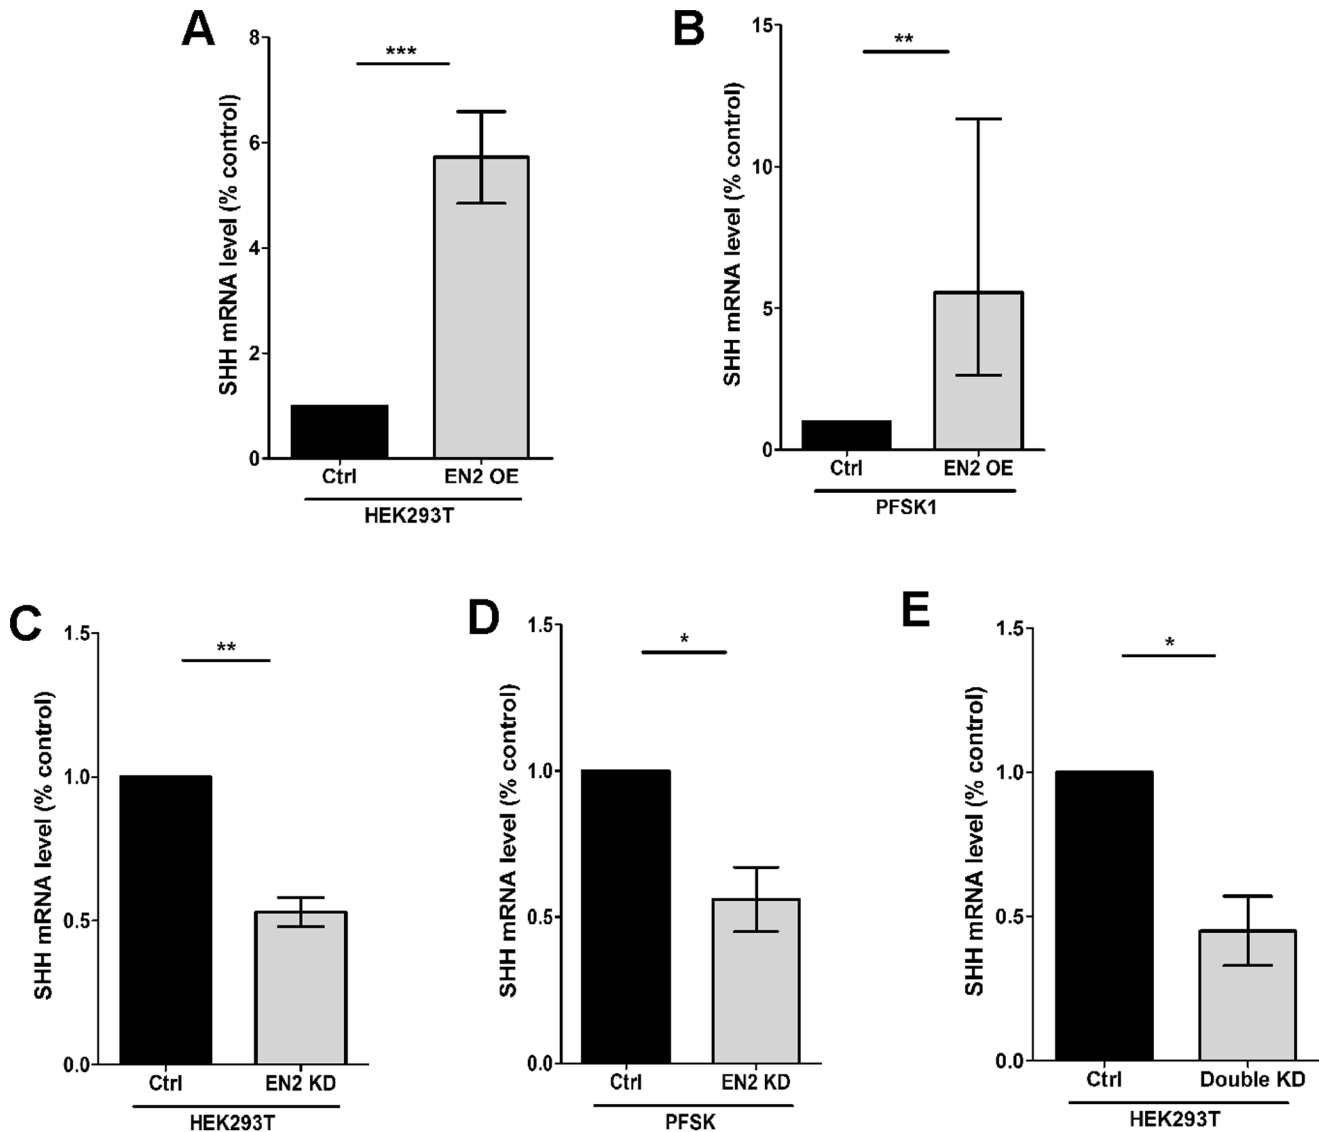 A
SHH mRNA level (% control)
8
6
4
2
0
***
Ctrl
EN2 OE
HEK293T
B
SHH mRNA level (% control)
15
10
5
0
**
Ctrl
EN2 OE
PFSK1
C
SHH mRNA level (% control)
1.5
1.0
0.5
0.0
**
Ctrl
EN2 KD
HEK293T
D
SHH mRNA level (% control)
1.5
1.0
0.5
0.0
*
Ctrl
EN2 KD
PFSK
E
SHH mRNA level (% control)
1.5
1.0
0.5
0.0
*
Ctrl
Double KD
HEK293T